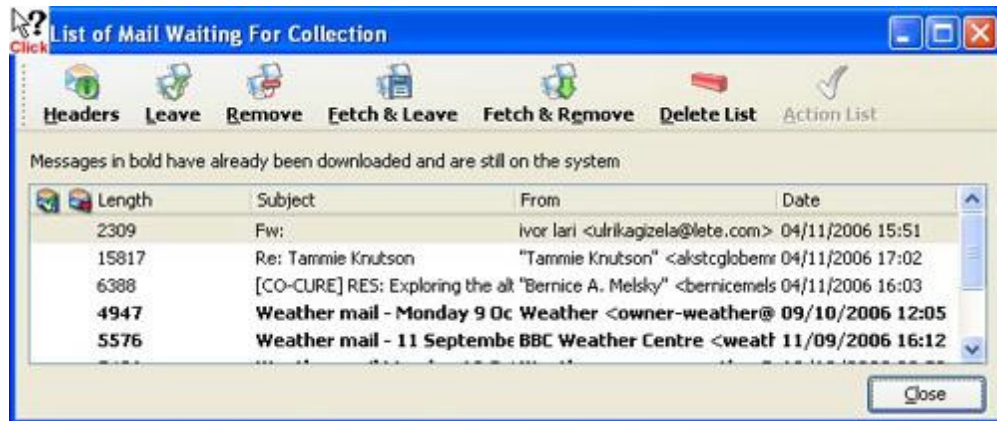 ? Click List of Mail Waiting For Collection
Headers Leave Remove Fetch & Leave Fetch & Remove Delete List Action List
Messages in bold have already been downloaded and are still on the system
Length Subject From Date
2309 Fw: ivor lari <ulrikagizela@lete.com> 04/11/2006 15:51
15817 Re: Tammie Knutson "Tammie Knutson" <akstcglobemr 04/11/2006 17:02
6388 [CO-CURE] RES: Exploring the alt "Bernice A. Melsky" <bernicemels 04/11/2006 16:03
4947 Weather mail - Monday 9 Oc Weather <owner-weather@ 09/10/2006 12:05
5576 Weather mail - 11 Septembe BBC Weather Centre <weath 11/09/2006 16:12
Close